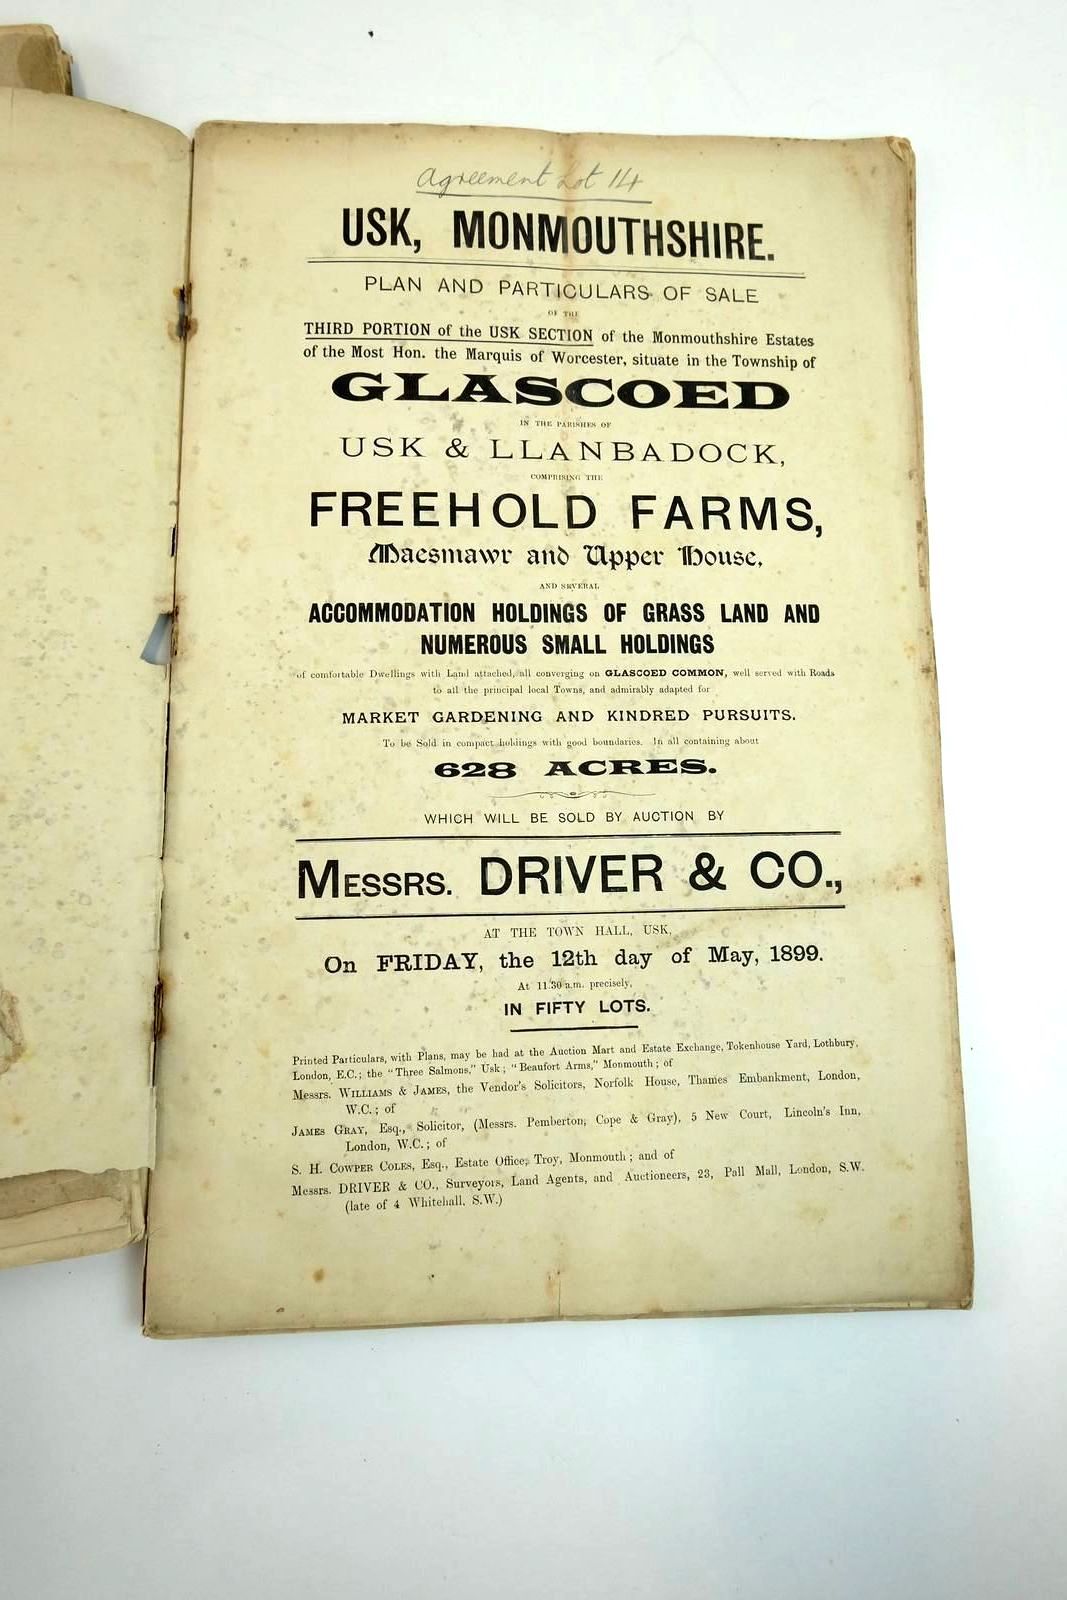 Agreement Lot 14
USK, MONMOUTHSHIRE.
PLAN AND PARTICULARS OF SALE
OF THE
THIRD PORTION of the USK SECTION of the Monmouthshire Estates
of the Most Hon. the Marquis of Worcester, situate in the Township of
GLASCOED
IN THE PARISHES OF
USK & LLANBADOCK,
COMPRISING THE
FREEHOLD FARMS,
Maesmawr and Upper House,
AND SEVERAL
ACCOMMODATION HOLDINGS OF GRASS LAND AND
NUMEROUS SMALL HOLDINGS
of comfortable Dwellings with Land attached, all converging on GLASCOED COMMON, well served with Roads
to all the principal local Towns, and admirably adapted for
MARKET GARDENING AND KINDRED PURSUITS.
To be Sold in compact holdings with good boundaries. In all containing about
628 ACRES.
WHICH WILL BE SOLD BY AUCTION BY
MESSRS. DRIVER & CO.,
AT THE TOWN HALL, USK,
On FRIDAY, the 12th day of May, 1899.
At 11.30 a.m. precisely,
IN FIFTY LOTS.
Printed Particulars, with Plans, may be had at the Auction Mart and Estate Exchange, Tokenhouse Yard, Lothbury,
London, E.C.; the "Three Salmons," Usk; "Beaufort Arms," Monmouth; of
Messrs. WILLIAMS & JAMES, the Vendor's Solicitors, Norfolk House, Thames Embankment, London,
W.C.; of
JAMES GRAY, Esq., Solicitor, (Messrs. Pemberton, Cope & Gray), 5 New Court, Lincoln's Inn,
London, W.C.; of
S. H. COWPER COLES, Esq., Estate Office, Troy, Monmouth; and of
Messrs. DRIVER & CO., Surveyors, Land Agents, and Auctioneers, 23, Pall Mall, London, S.W.
(late of 4 Whitehall, S.W.)